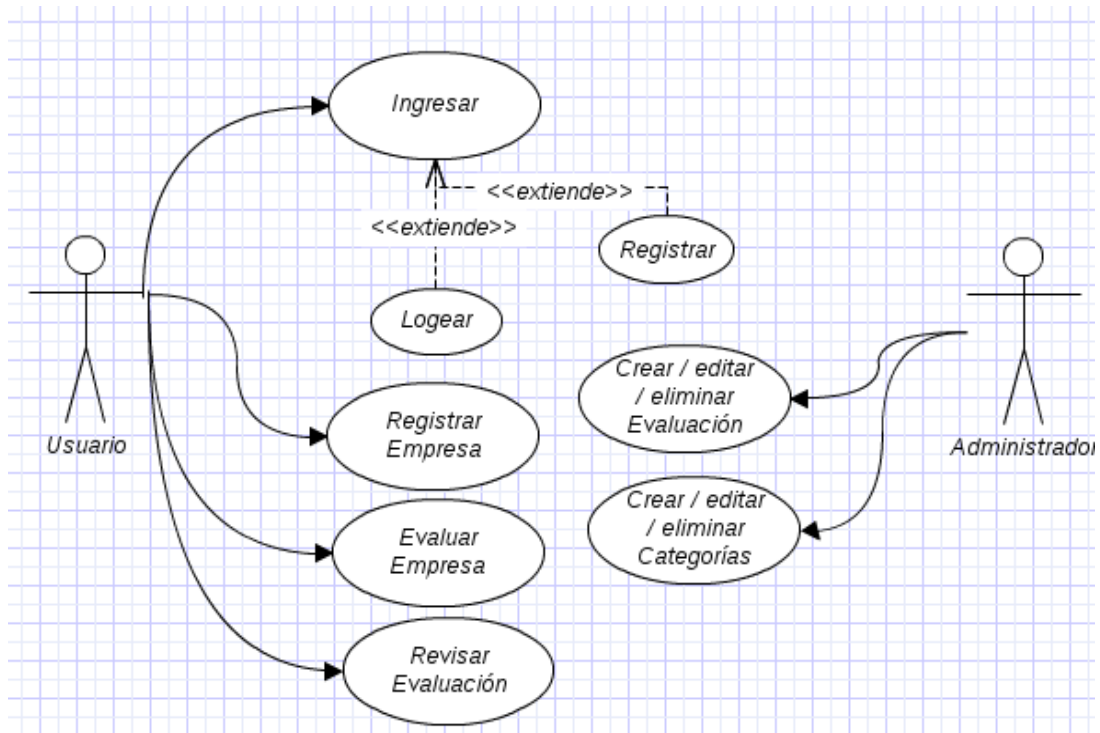 Ingresar
<<extiende>>
<<extiende>>
Registrar
Logear
Usuario
Registrar
Empresa
Evaluar
Empresa
Revisar
Evaluación
Crear / editar
/ eliminar
Evaluación
Crear / editar
/ eliminar
Categorías
Administrador